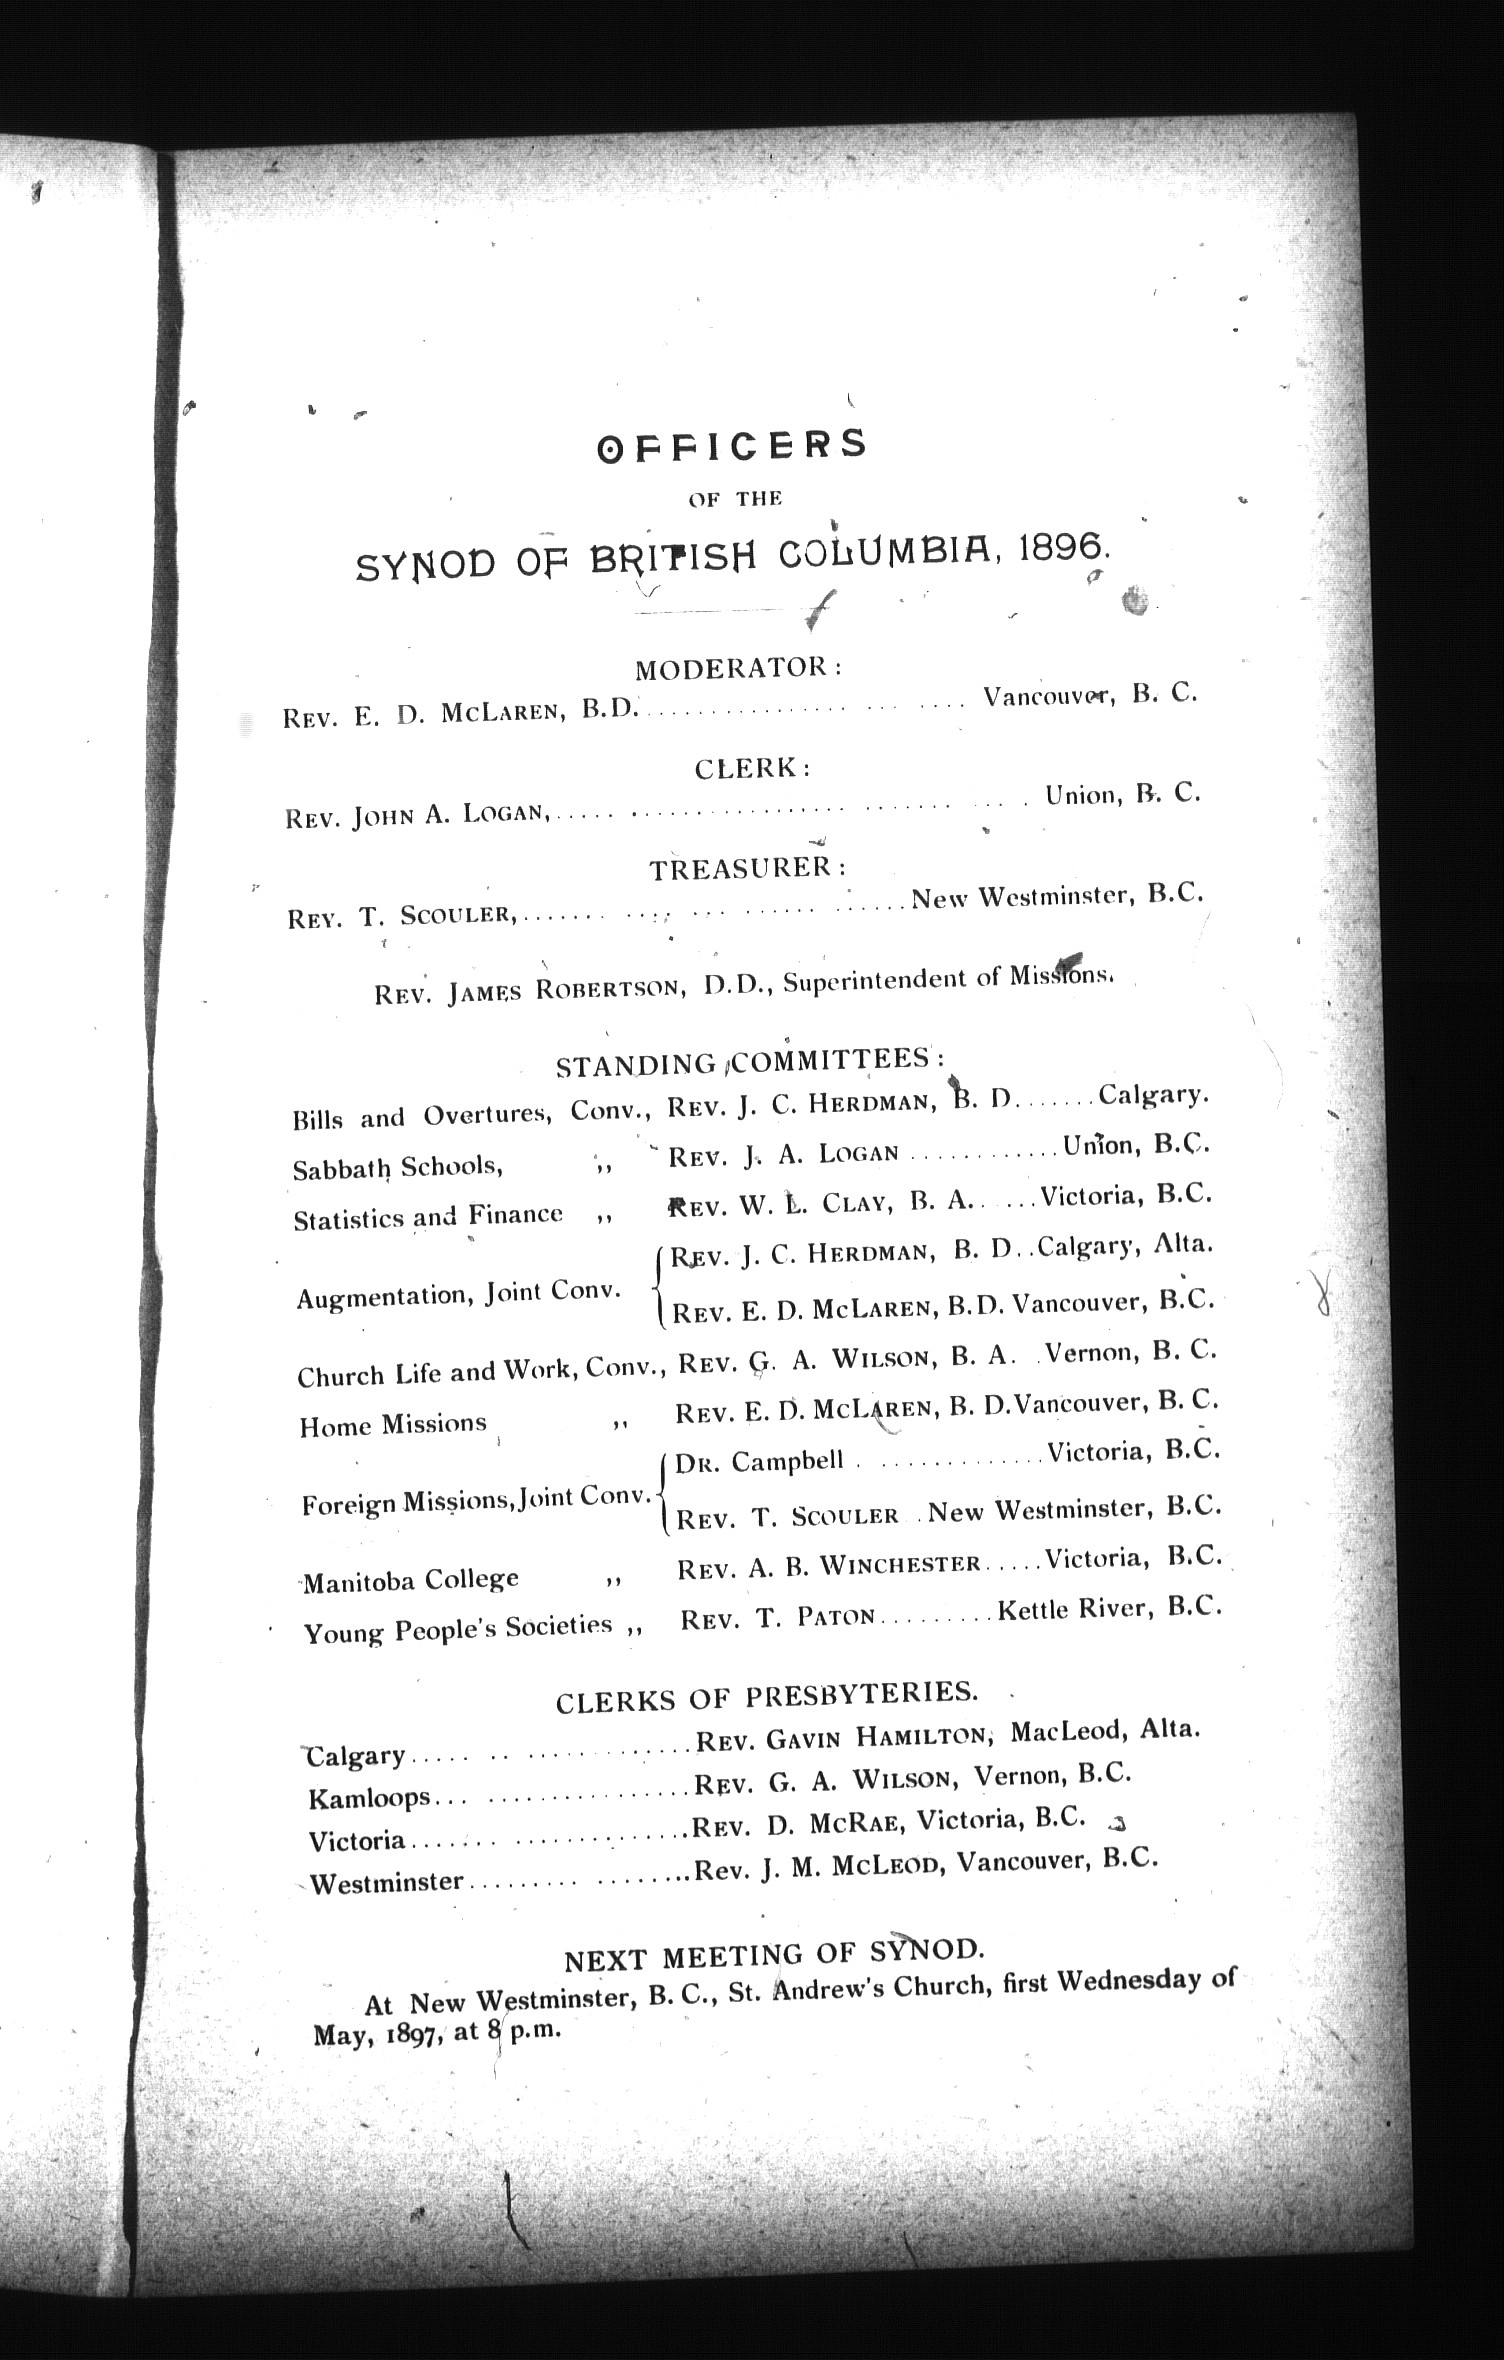 OFFICERS
OF THE
SYNOD OF BRITISH COLUMBIA, 1896.
MODERATOR:
REV. E. D. MCLAREN, B.D. ........................ Vancouver, B. C.
CLERK:
REV. JOHN A. LOGAN, ........................ Union, B. C.
TREASURER:
REV. T. SCOULER, ........................ New Westminster, B.C.
REV. JAMES ROBERTSON, D.D., Superintendent of Missions.
STANDING COMMITTEES:
Bills and Overtures, Conv., REV. J. C. HERDMAN, B. D. ...... Calgary.
Sabbath Schools, ,, REV. J. A. LOGAN ............ Union, B.C.
Statistics and Finance ,, REV. W. L. CLAY, B. A. ..... Victoria, B.C.
Augmentation, Joint Conv. { REV. J. C. HERDMAN, B. D. .. Calgary, Alta.
REV. E. D. MCLAREN, B.D. Vancouver, B.C.
Church Life and Work, Conv., REV. G. A. WILSON, B. A. . Vernon, B. C.
Home Missions ,, REV. E. D. MCLAREN, B. D. Vancouver, B. C.
Foreign Missions, Joint Conv. { DR. Campbell .............. Victoria, B.C.
REV. T. SCOULER . New Westminster, B.C.
Manitoba College ,, REV. A. B. WINCHESTER ..... Victoria, B.C.
Young People's Societies ,, REV. T. PATON ......... Kettle River, B.C.
CLERKS OF PRESBYTERIES.
Calgary .................... REV. GAVIN HAMILTON, MacLeod, Alta.
Kamloops .................... REV. G. A. WILSON, Vernon, B.C.
Victoria .................... REV. D. MCRAE, Victoria, B.C.
Westminster .................... Rev. J. M. MCLEOD, Vancouver, B.C.
NEXT MEETING OF SYNOD.
At New Westminster, B. C., St. Andrew's Church, first Wednesday of
May, 1897, at 8 p.m.